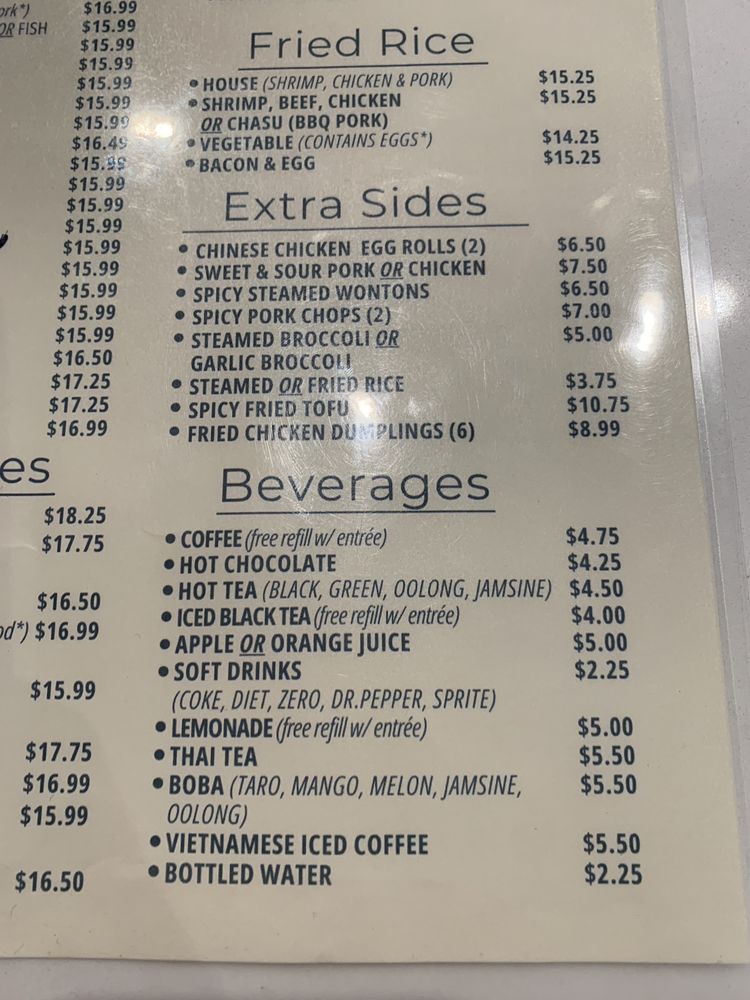 ork*) $16.99
OR FISH $15.99
$15.99
$15.99
$15.99
$15.99
$15.99
$16.49
$15.99
$15.99
$15.99
$15.99
$15.99
$15.99
$15.99
$15.99
$15.99
$16.50
$17.25
$17.25
$16.99
es
$18.25
$17.75
$16.50
od*) $16.99
$15.99
$17.75
$16.99
$15.99
$16.50
Fried Rice
• HOUSE (SHRIMP, CHICKEN & PORK) $15.25
• SHRIMP, BEEF, CHICKEN $15.25
OR CHASU (BBQ PORK)
• VEGETABLE (CONTAINS EGGS*) $14.25
• BACON & EGG $15.25
Extra Sides
• CHINESE CHICKEN EGG ROLLS (2) $6.50
• SWEET & SOUR PORK OR CHICKEN $7.50
• SPICY STEAMED WONTONS $6.50
• SPICY PORK CHOPS (2) $7.00
• STEAMED BROCCOLI OR $5.00
GARLIC BROCCOLI
• STEAMED OR FRIED RICE $3.75
• SPICY FRIED TOFU $10.75
• FRIED CHICKEN DUMPLINGS (6) $8.99
Beverages
• COFFEE (free refill w/ entrée) $4.75
• HOT CHOCOLATE $4.25
• HOT TEA (BLACK, GREEN, OOLONG, JAMSINE) $4.50
• ICED BLACK TEA (free refill w/ entrée) $4.00
• APPLE OR ORANGE JUICE $5.00
• SOFT DRINKS $2.25
(COKE, DIET, ZERO, DR.PEPPER, SPRITE)
• LEMONADE (free refill w/ entrée) $5.00
• THAI TEA $5.50
• BOBA (TARO, MANGO, MELON, JAMSINE, $5.50
OOLONG)
• VIETNAMESE ICED COFFEE $5.50
• BOTTLED WATER $2.25